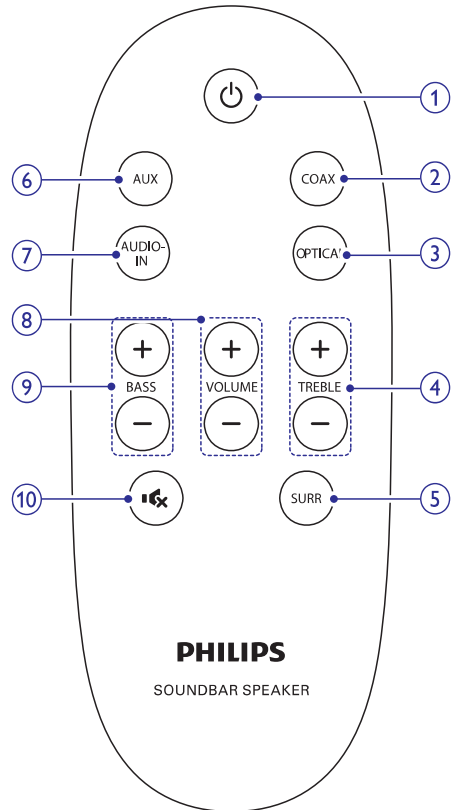 1
6
AUX
COAX
2
7
AUDIO-
IN
OPTICAL
3
8
+
+
+
9
BASS
VOLUME
TREBLE
4
−
−
−
10
SURR
5
PHILIPS
SOUNDBAR SPEAKER